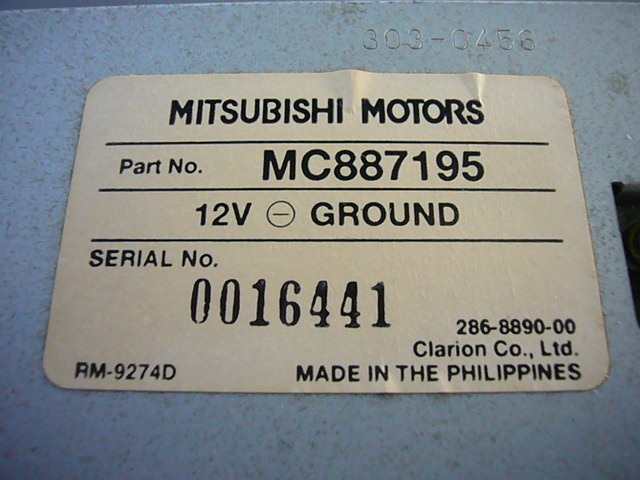 303-0456
MITSUBISHI MOTORS
Part No. MC887195
12V ⊖ GROUND
SERIAL No.
0016441
286-8890-00
Clarion Co., Ltd.
RM-9274D MADE IN THE PHILIPPINES